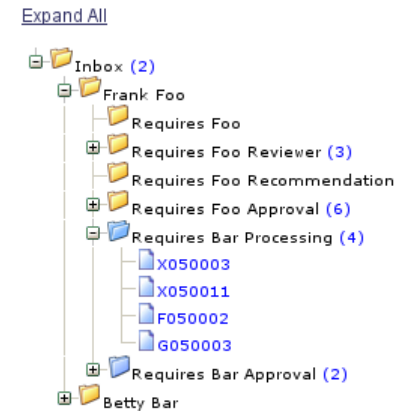 Expand All
Inbox (2)
Frank Foo
Requires Foo
Requires Foo Reviewer (3)
Requires Foo Recommendation
Requires Foo Approval (6)
Requires Bar Processing (4)
X050003
X050011
F050002
G050003
Requires Bar Approval (2)
Betty Bar